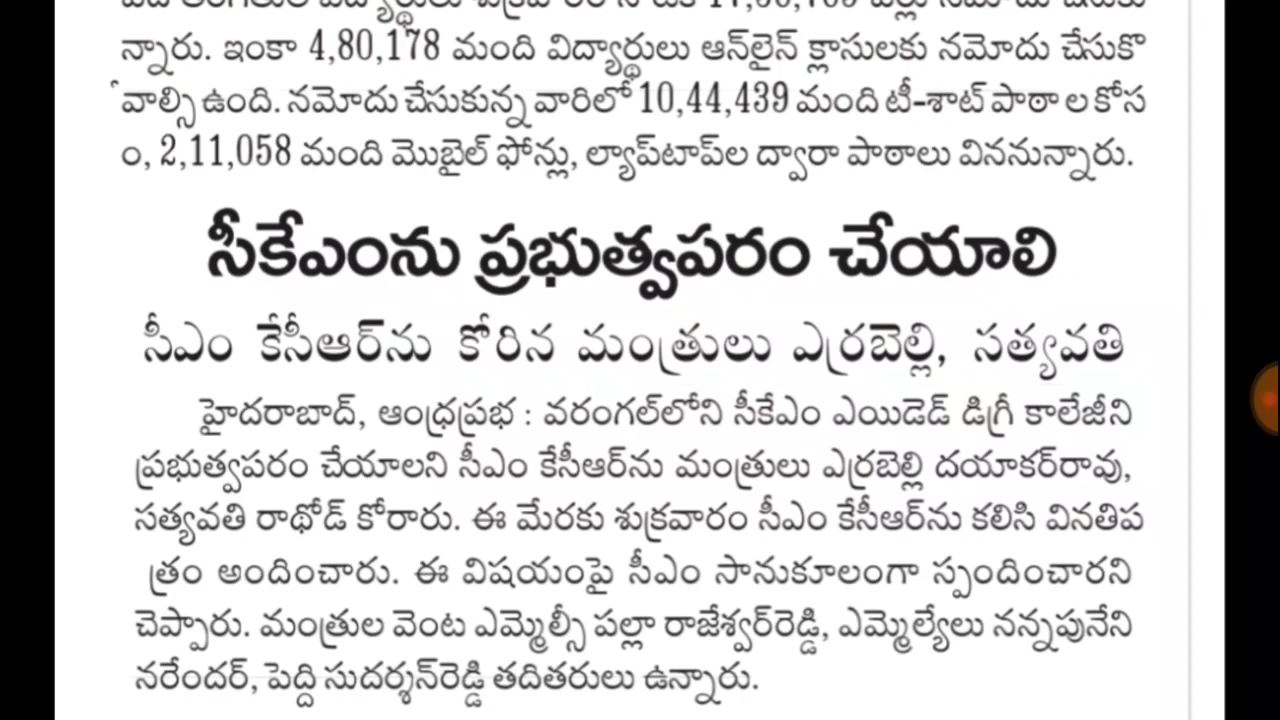 న్నారు. ఇంకా 4,80,178 మంది విద్యార్థులు ఆన్‌లైన్ క్లాసులకు నమోదు చేసుకొ
వాల్సి ఉంది. నమోదు చేసుకున్న వారిలో 10,44,439 మంది టీ-శాట్ పాఠాల కోస
ం, 2,11,058 మంది మొబైల్ ఫోన్లు, ల్యాప్‌టాప్‌ల ద్వారా పాఠాలు విననున్నారు.
సీకేఎంను ప్రభుత్వపరం చేయాలి
సీఎం కేసీఆర్‌ను కోరిన మంత్రులు ఎర్రబెల్లి, సత్యవతి
హైదరాబాద్, ఆంధ్రప్రభ : వరంగల్‌లోని సీకేఎం ఎయిడెడ్ డిగ్రీ కాలేజీని
ప్రభుత్వపరం చేయాలని సీఎం కేసీఆర్‌ను మంత్రులు ఎర్రబెల్లి దయాకర్‌రావు,
సత్యవతి రాథోడ్ కోరారు. ఈ మేరకు శుక్రవారం సీఎం కేసీఆర్‌ను కలిసి వినతిప
త్రం అందించారు. ఈ విషయంపై సీఎం సానుకూలంగా స్పందించారని
చెప్పారు. మంత్రుల వెంట ఎమ్మెల్సీ పల్లా రాజేశ్వర్‌రెడ్డి, ఎమ్మెల్యేలు నన్నపునేని
నరేందర్, పెద్ది సుదర్శన్‌రెడ్డి తదితరులు ఉన్నారు.